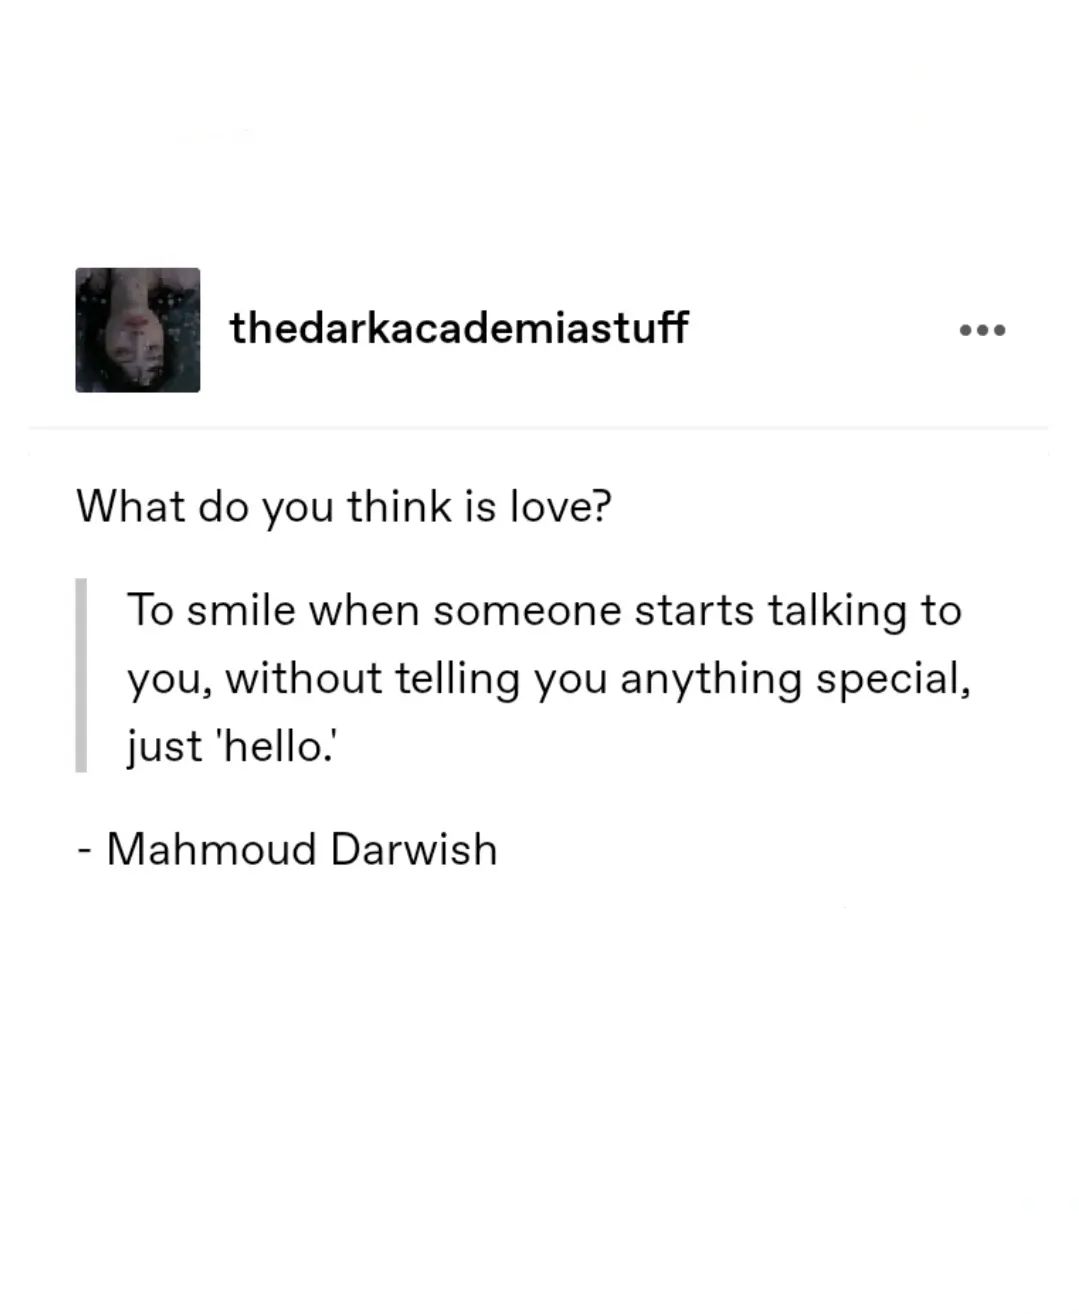 thedarkacademiastuff
What do you think is love?
To smile when someone starts talking to
you, without telling you anything special,
just 'hello.'
- Mahmoud Darwish